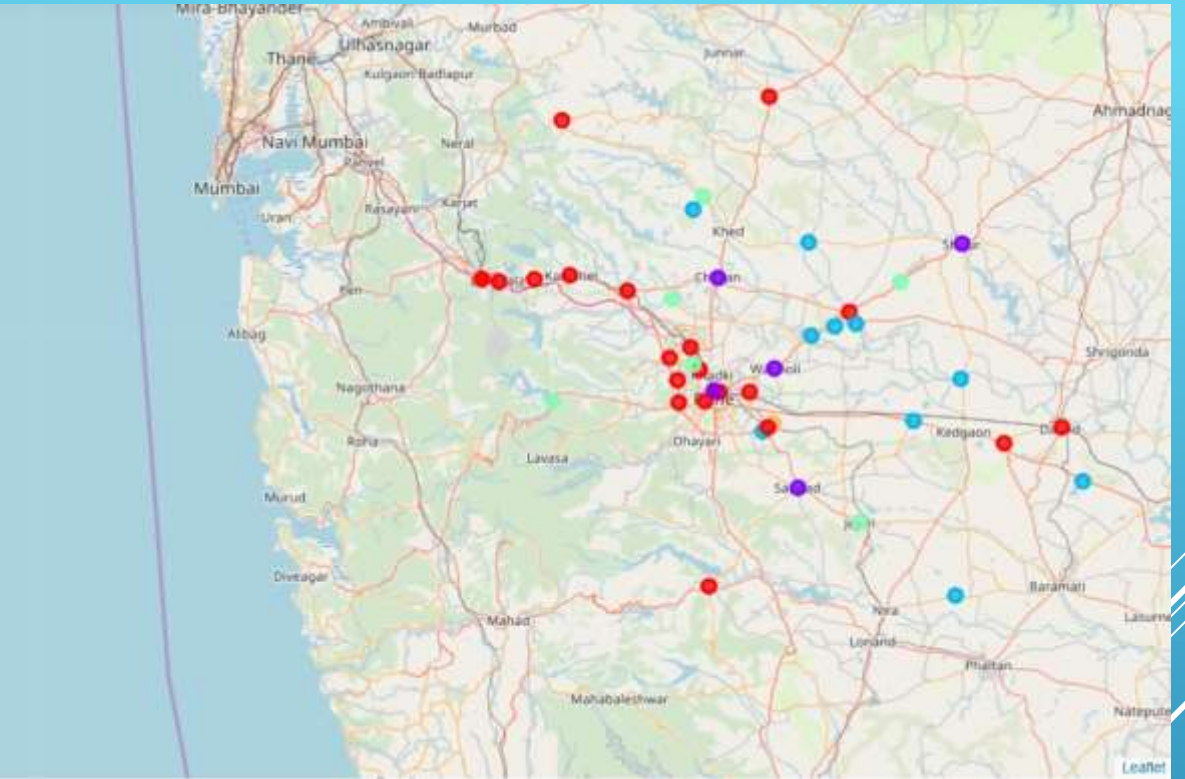 Mira-Bhayander
Ambivali
Murbad
Ulhasnagar
Thane
Junnar
Kulgaon-Badlapur
Ahmadnag
Navi Mumbai
Neral
Panvel
Mumbai
Karjat
Rasayani
Uran
Khed
Pen
Alibag
Shrigonda
Nagothana
Roha
Dhayari
Kedgaon
Lavasa
Murud
Diveagar
Baramati
Nira
Mahad
Lasurne
Lonand
Phaltan
Mahabaleshwar
Natepute
Leaflet